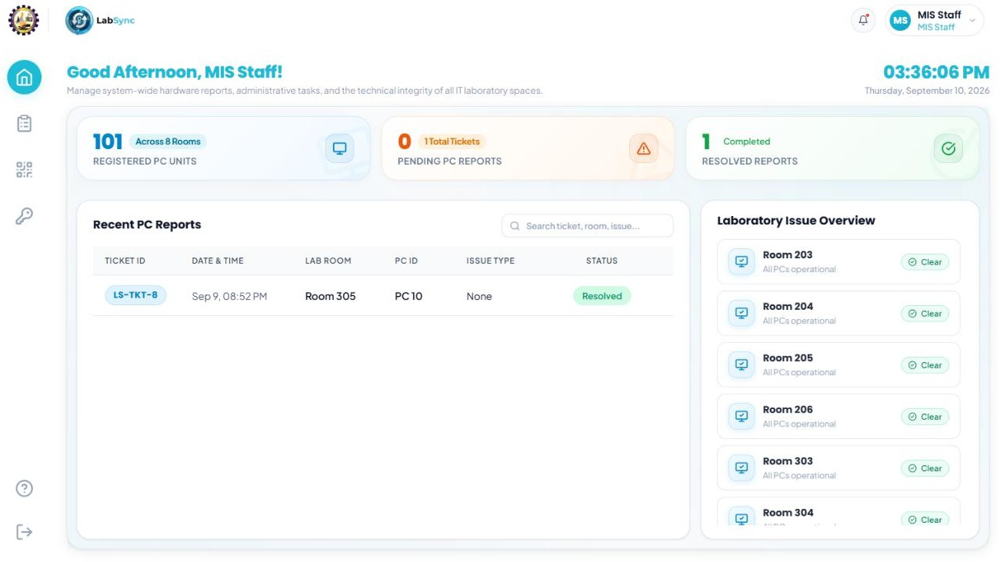 LabSync
MS
MIS Staff
MIS Staff
Good Afternoon, MIS Staff!
Manage system-wide hardware reports, administrative tasks, and the technical integrity of all IT laboratory spaces.
03:36:06 PM
Thursday, September 10, 2026
101 Across 8 Rooms
REGISTERED PC UNITS
0 1 Total Tickets
PENDING PC REPORTS
1 Completed
RESOLVED REPORTS
Recent PC Reports
Search ticket, room, issue...
TICKET ID DATE & TIME LAB ROOM PC ID ISSUE TYPE STATUS
LS-TKT-8 Sep 9, 08:52 PM Room 305 PC 10 None Resolved
Laboratory Issue Overview
Room 203
All PCs operational
Clear
Room 204
All PCs operational
Clear
Room 205
All PCs operational
Clear
Room 206
All PCs operational
Clear
Room 303
All PCs operational
Clear
Room 304
Clear